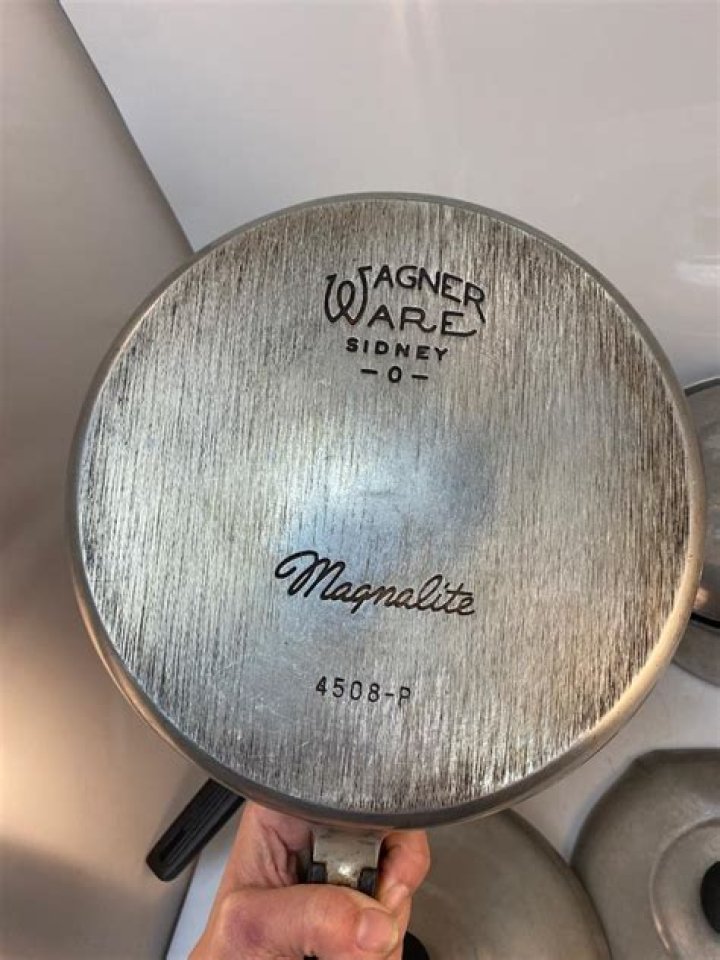 WAGNER
WARE
SIDNEY
-O-
Magnalite
4508-P